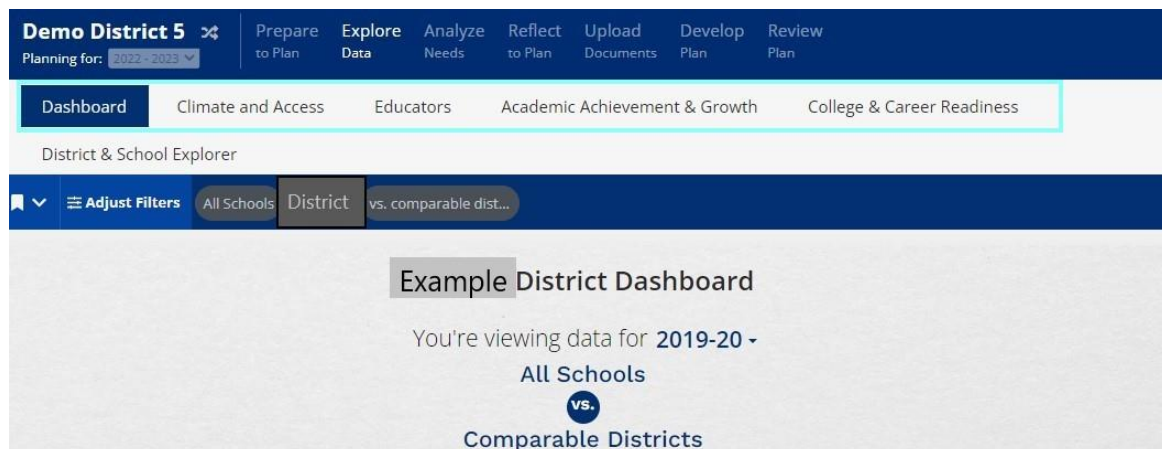 Demo District 5
Planning for: 2022 - 2023
Prepare to Plan
Explore Data
Analyze Needs
Reflect to Plan
Upload Documents
Develop Plan
Review Plan
Dashboard Climate and Access Educators Academic Achievement & Growth College & Career Readiness
District & School Explorer
Adjust Filters All Schools District vs. comparable dist...
Example District Dashboard
You're viewing data for 2019-20
All Schools
vs.
Comparable Districts